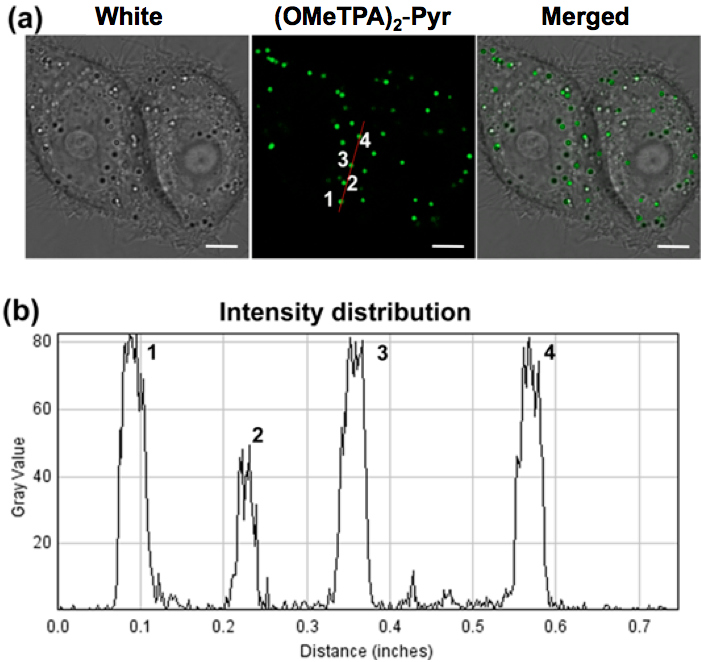 (a) White (OMeTPA)2-Pyr Merged
4
3
2
1
(b) Intensity distribution
80
60
40
20
Gray Value
1
2
3
4
0.0 0.1 0.2 0.3 0.4 0.5 0.6 0.7
Distance (inches)